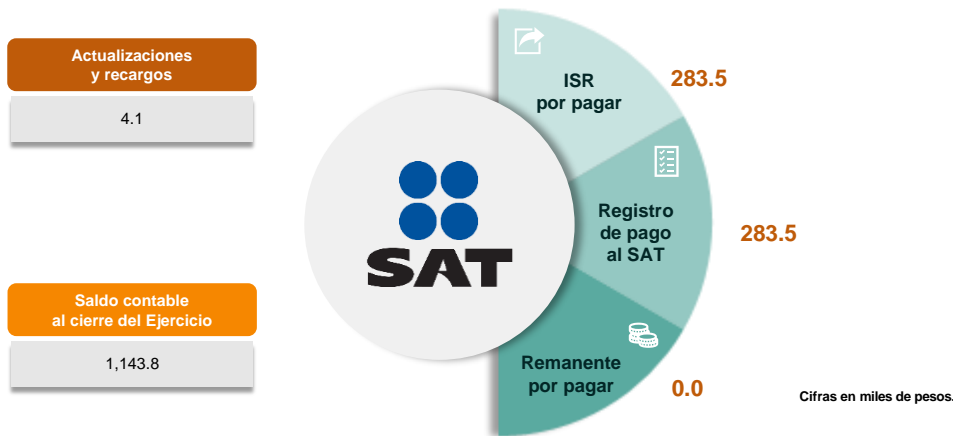 Actualizaciones
y recargos
4.1
Saldo contable
al cierre del Ejercicio
1,143.8
SAT
ISR
por pagar
283.5
Registro
de pago
al SAT
283.5
Remanente
por pagar
0.0
Cifras en miles de pesos.